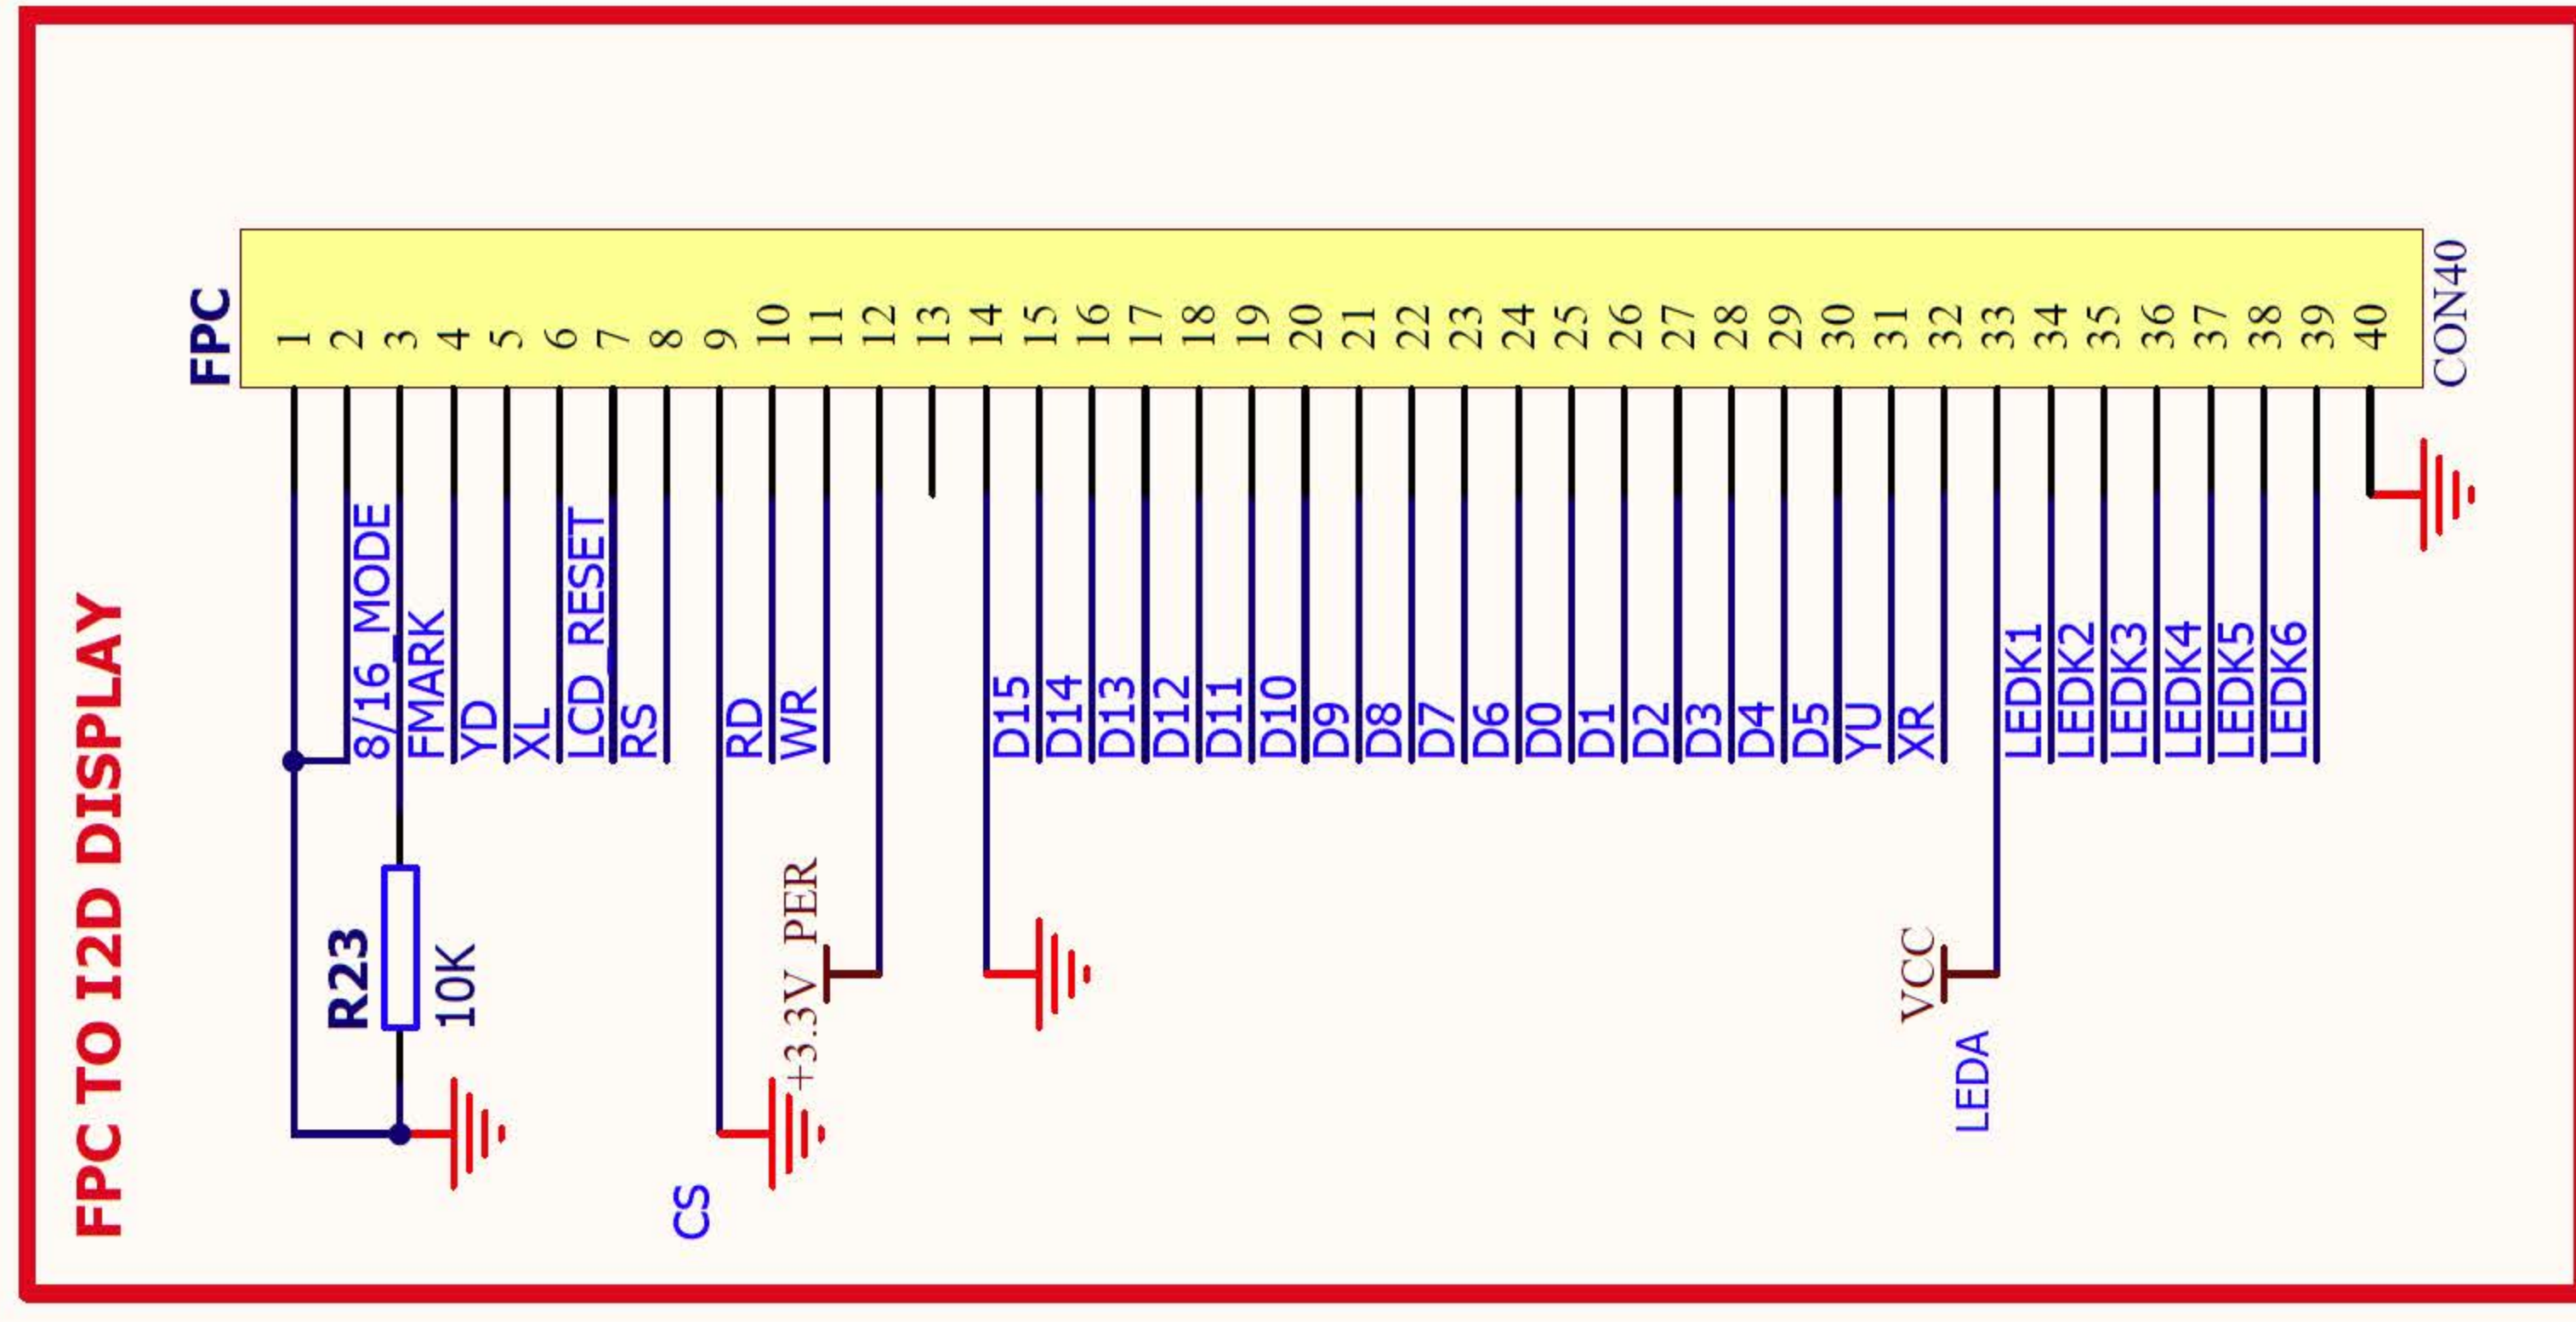 FPC TO I2D DISPLAY
FPC
1
2
3
4
5
6
7
8
9
10
11
12
13
14
15
16
17
18
19
20
21
22
23
24
25
26
27
28
29
30
31
32
33
34
35
36
37
38
39
40
CON40
8/16_MODE
FMARK
YD
XL
LCD_RESET
RS
RD
WR
D15
D14
D13
D12
D11
D10
D9
D8
D7
D6
D0
D1
D2
D3
D4
D5
YU
XR
LEDK1
LEDK2
LEDK3
LEDK4
LEDK5
LEDK6
R23
10K
+3.3V_PER
CS
VCC
LEDA